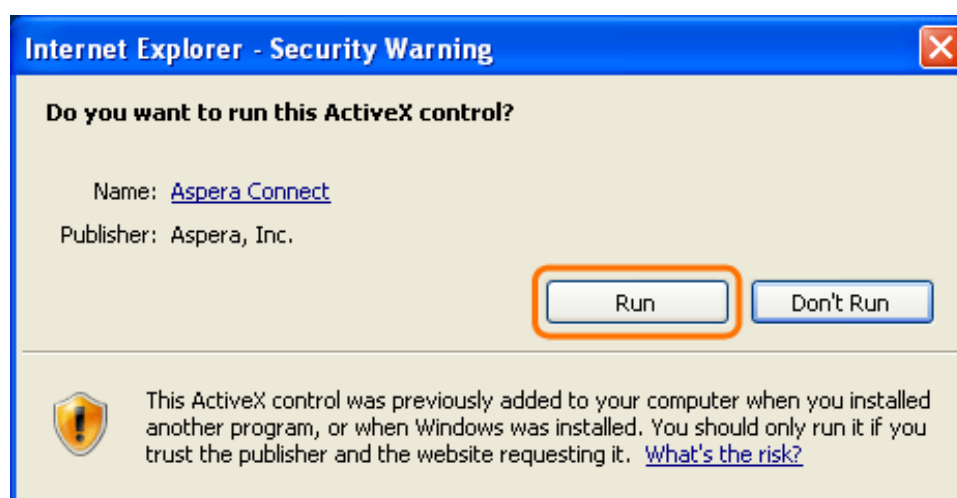 Internet Explorer - Security Warning
Do you want to run this ActiveX control?
Name: Aspera Connect
Publisher: Aspera, Inc.
Run Don't Run
This ActiveX control was previously added to your computer when you installed
another program, or when Windows was installed. You should only run it if you
trust the publisher and the website requesting it. What's the risk?